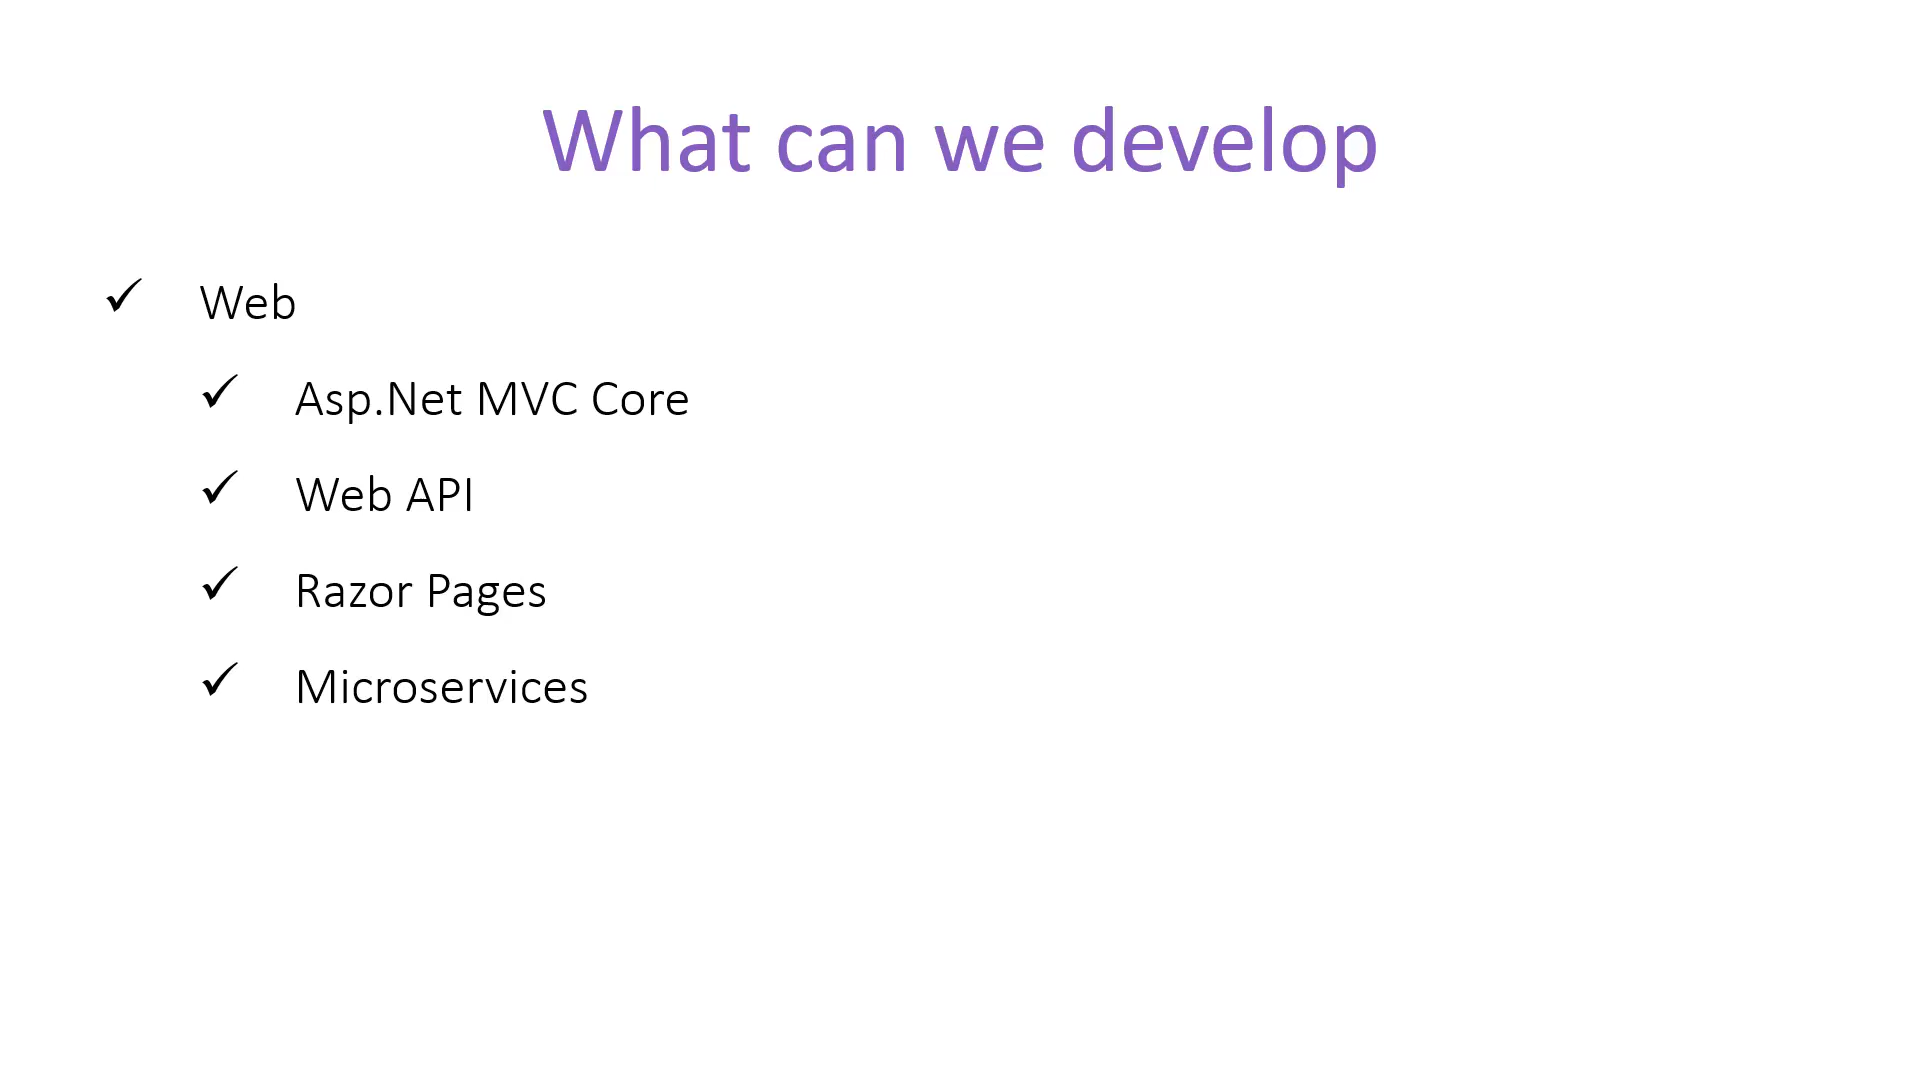 What can we develop
✓ Web
✓ Asp.Net MVC Core
✓ Web API
✓ Razor Pages
✓ Microservices